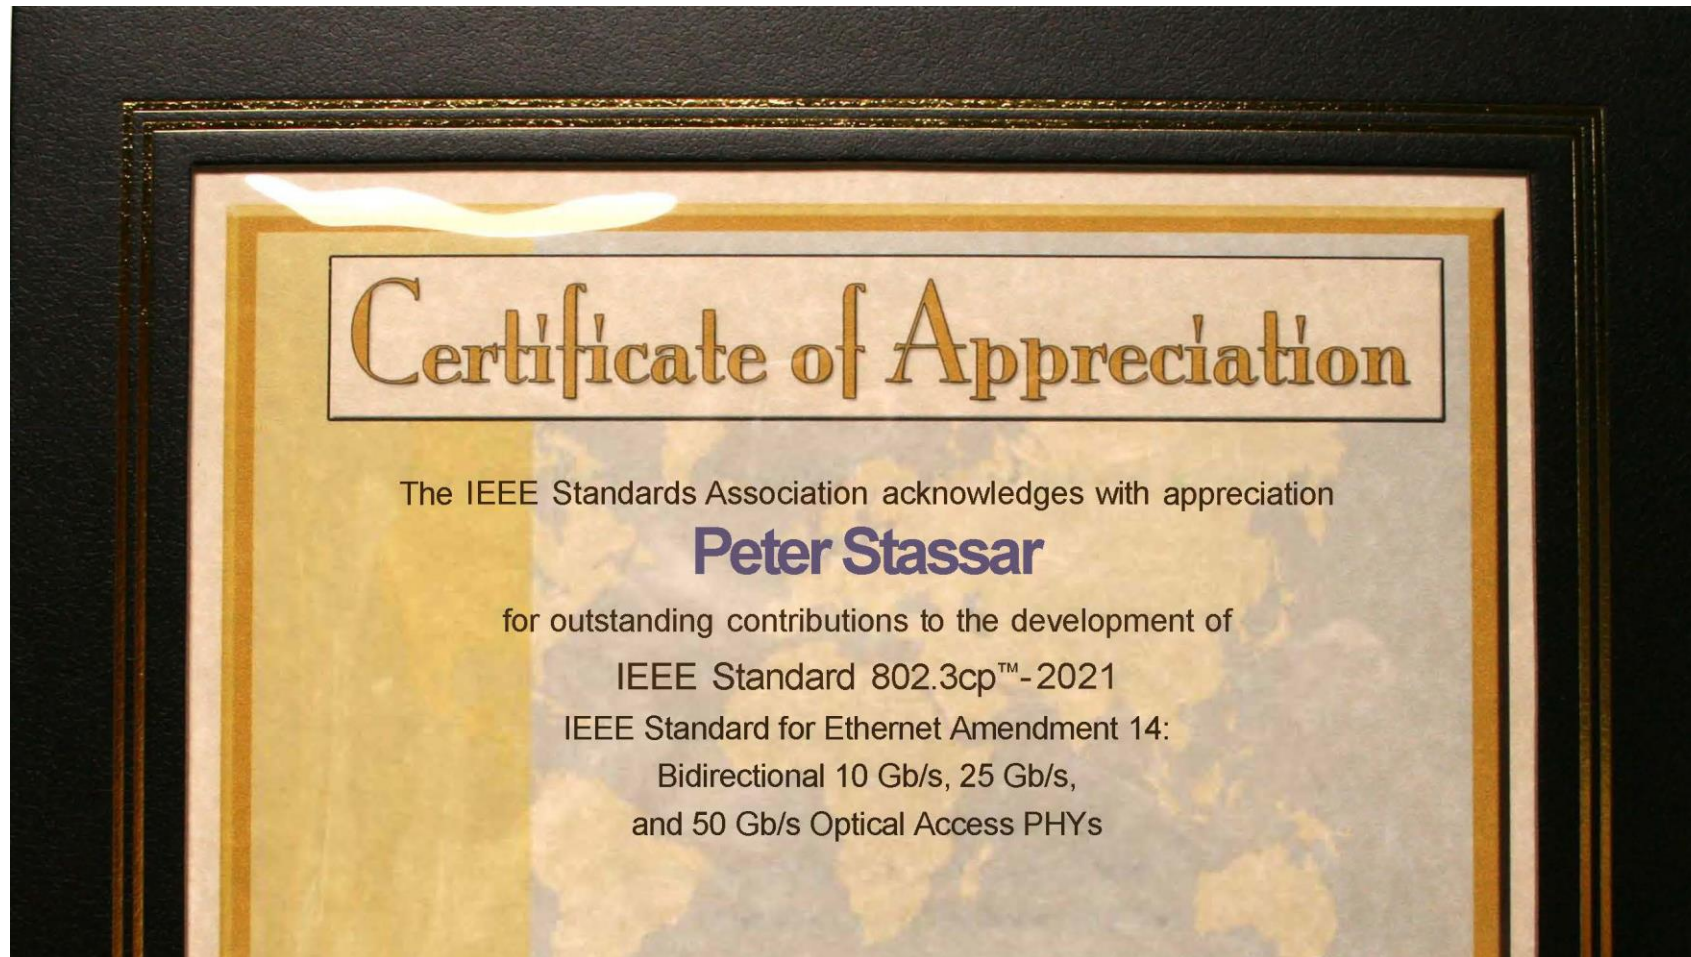 Certificate of Appreciation
The IEEE Standards Association acknowledges with appreciation
Peter Stassar
for outstanding contributions to the development of
IEEE Standard 802.3cp™-2021
IEEE Standard for Ethernet Amendment 14:
Bidirectional 10 Gb/s, 25 Gb/s,
and 50 Gb/s Optical Access PHYs